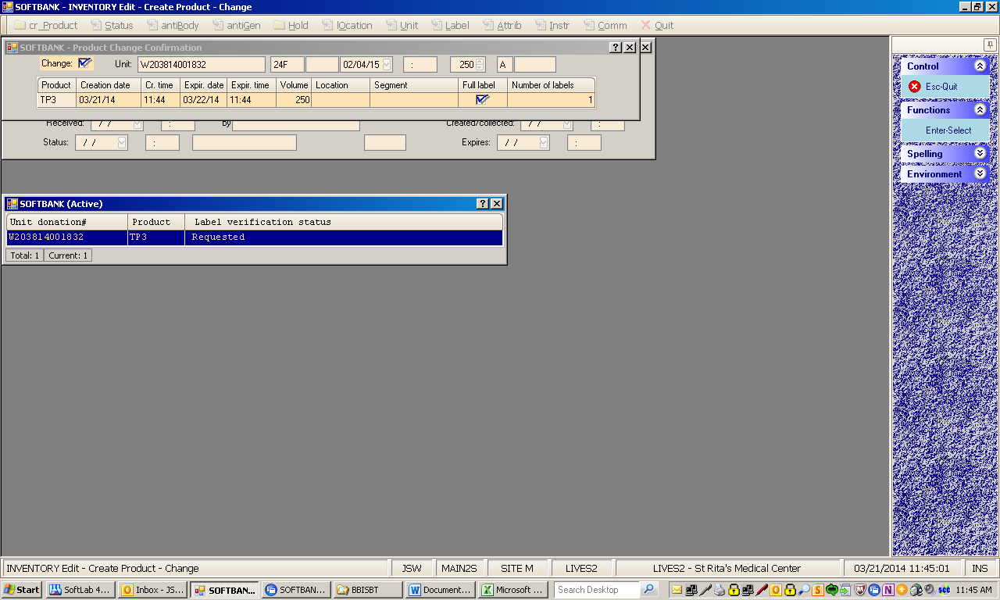 SOFTBANK - INVENTORY Edit - Create Product - Change
cr_Product Status antiBody antiGen Hold lOcation Unit Label Attrib Instr Comm Quit
SOFTBANK - Product Change Confirmation
Change: Unit: W203814001832 24F 02/04/15 : 250 A
Product Creation date Cr. time Expir. date Expir. time Volume Location Segment Full label Number of labels
TP3 03/21/14 11:44 03/22/14 11:44 250 1
Received: / / : by Created/collected: / / :
Status: / / : Expires: / / :
SOFTBANK (Active)
Unit donation# Product Label verification status
W203814001832 TP3 Requested
Total: 1 Current: 1
Control
Esc-Quit
Functions
Enter-Select
Spelling
Environment
INVENTORY Edit - Create Product - Change JSW MAIN2S SITE M LIVES2 LIVES2 - St Rita's Medical Center 03/21/2014 11:45:01 INS
Start SoftLab 4... Inbox - JS... SOFTBAN... SOFTBAN... BBISBT Document... Microsoft ... Search Desktop 11:45 AM